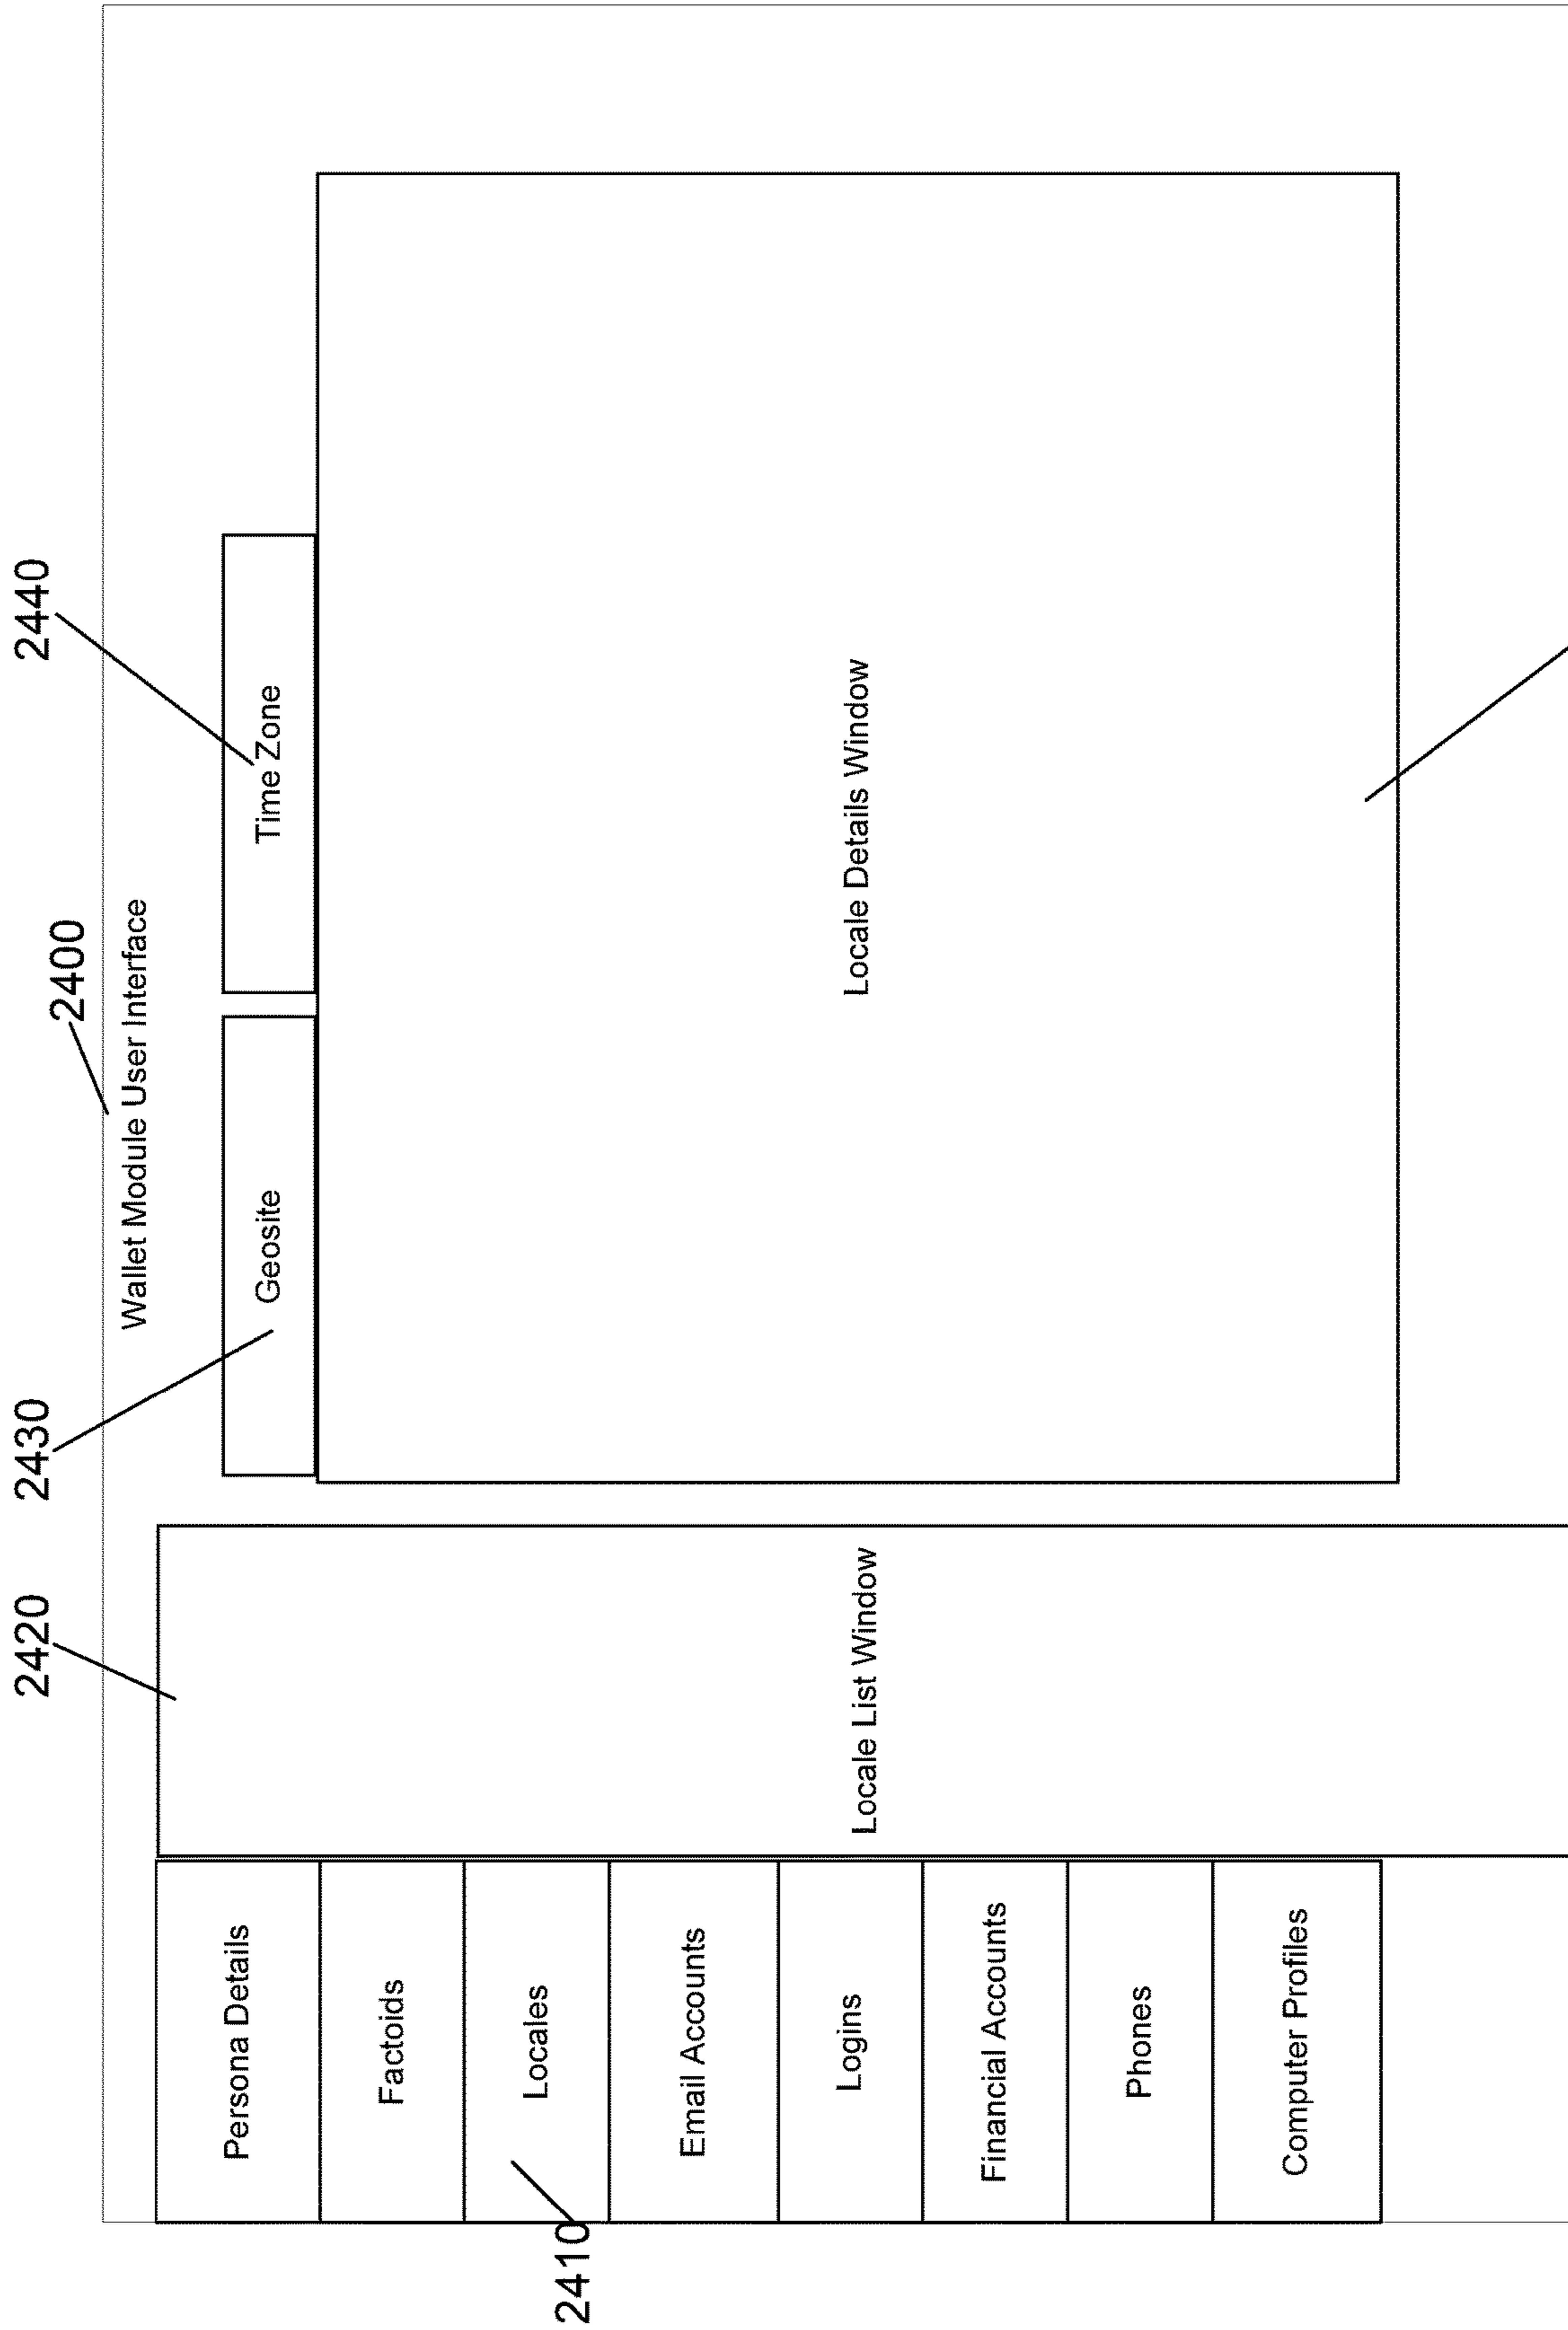 2400
Wallet Module User Interface
2410
2420
2430
2440
Persona Details
Factoids
Locales
Email Accounts
Logins
Financial Accounts
Phones
Computer Profiles
Locale List Window
Geosite
Time Zone
Locale Details Window